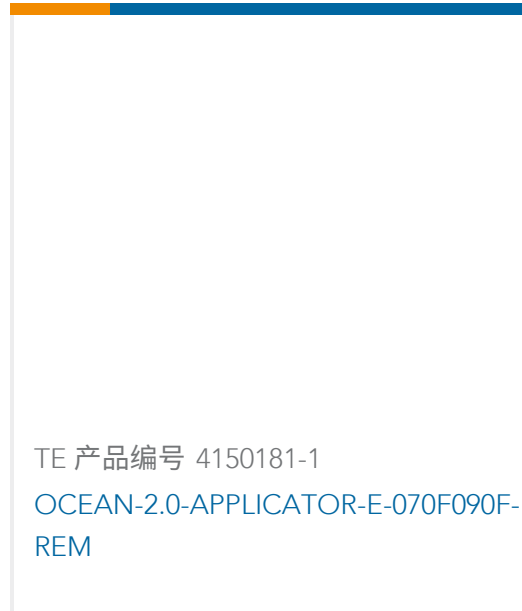 TE 产品编号 4150181-1
OCEAN-2.0-APPLICATOR-E-070F090F-
REM